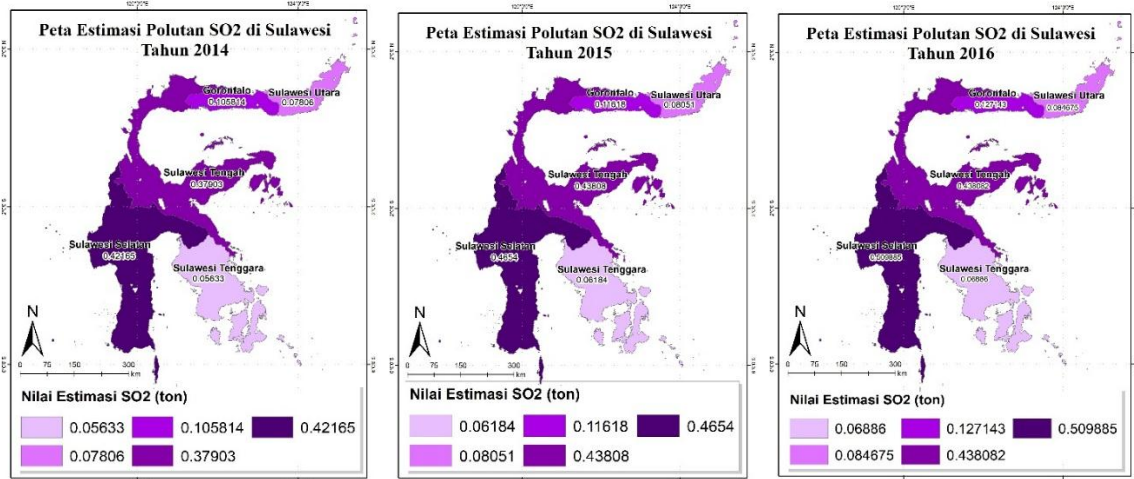 Peta Estimasi Polutan SO2 di Sulawesi
Tahun 2014
Gorontalo
0.105814
Sulawesi Utara
0.07806
Sulawesi Tengah
0.37903
Sulawesi Selatan
0.42165
Sulawesi Tenggara
0.05633
N
0 75 150 300
km
Nilai Estimasi SO2 (ton)
0.05633 0.105814 0.42165
0.07806 0.37903
Peta Estimasi Polutan SO2 di Sulawesi
Tahun 2015
Gorontalo
0.11618
Sulawesi Utara
0.08051
Sulawesi Tengah
0.43808
Sulawesi Selatan
0.4654
Sulawesi Tenggara
0.06184
N
0 75 150 300
km
Nilai Estimasi SO2 (ton)
0.06184 0.11618 0.4654
0.08051 0.43808
Peta Estimasi Polutan SO2 di Sulawesi
Tahun 2016
Gorontalo
0.127143
Sulawesi Utara
0.084675
Sulawesi Tengah
0.438082
Sulawesi Selatan
0.509885
Sulawesi Tenggara
0.06886
N
0 75 150 300
km
Nilai Estimasi SO2 (ton)
0.06886 0.127143 0.509885
0.084675 0.438082